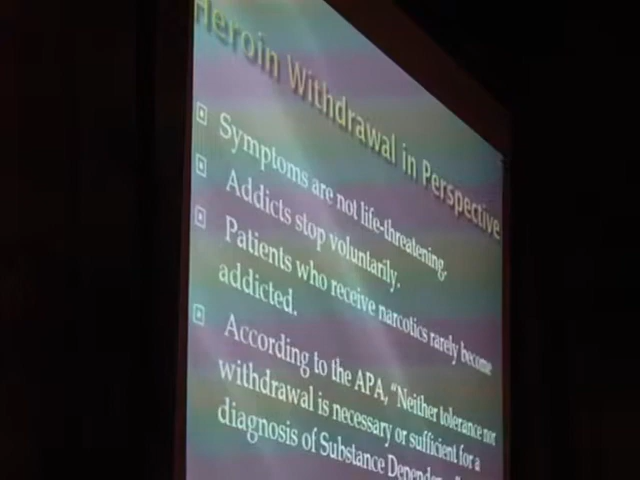 Heroin Withdrawal in Perspective
Symptoms are not life-threatening.
Addicts stop voluntarily.
Patients who receive narcotics rarely become
addicted.
According to the APA, “Neither tolerance nor
withdrawal is necessary or sufficient for a
diagnosis of Substance